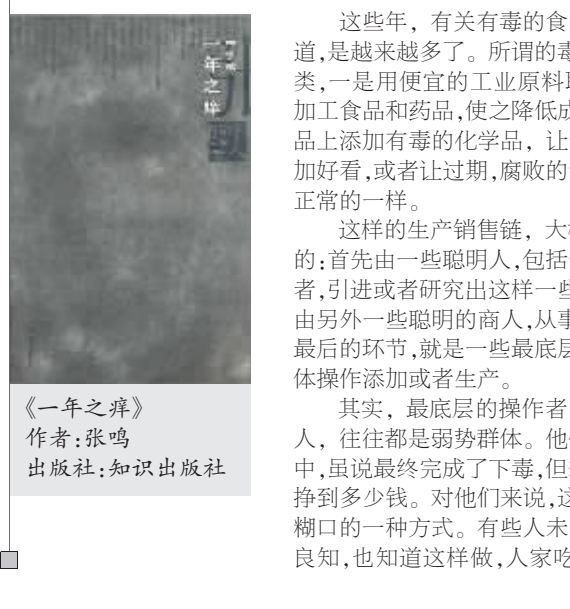 一年之痒
《一年之痒》
作者:张鸣
出版社:知识出版社
这些年，有关有毒的食
道,是越来越多了。所谓的毒
类,一是用便宜的工业原料
加工食品和药品,使之降低成
品上添加有毒的化学品，让
加好看,或者让过期,腐败的
正常的一样。
这样的生产销售链，大
的:首先由一些聪明人,包括
者,引进或者研究出这样一些
由另外一些聪明的商人,从事
最后的环节,就是一些最底层
体操作添加或者生产。
其实，最底层的操作者
人，往往都是弱势群体。他
中,虽说最终完成了下毒,但
挣到多少钱。对他们来说,这
糊口的一种方式。有些人未
良知,也知道这样做,人家吃